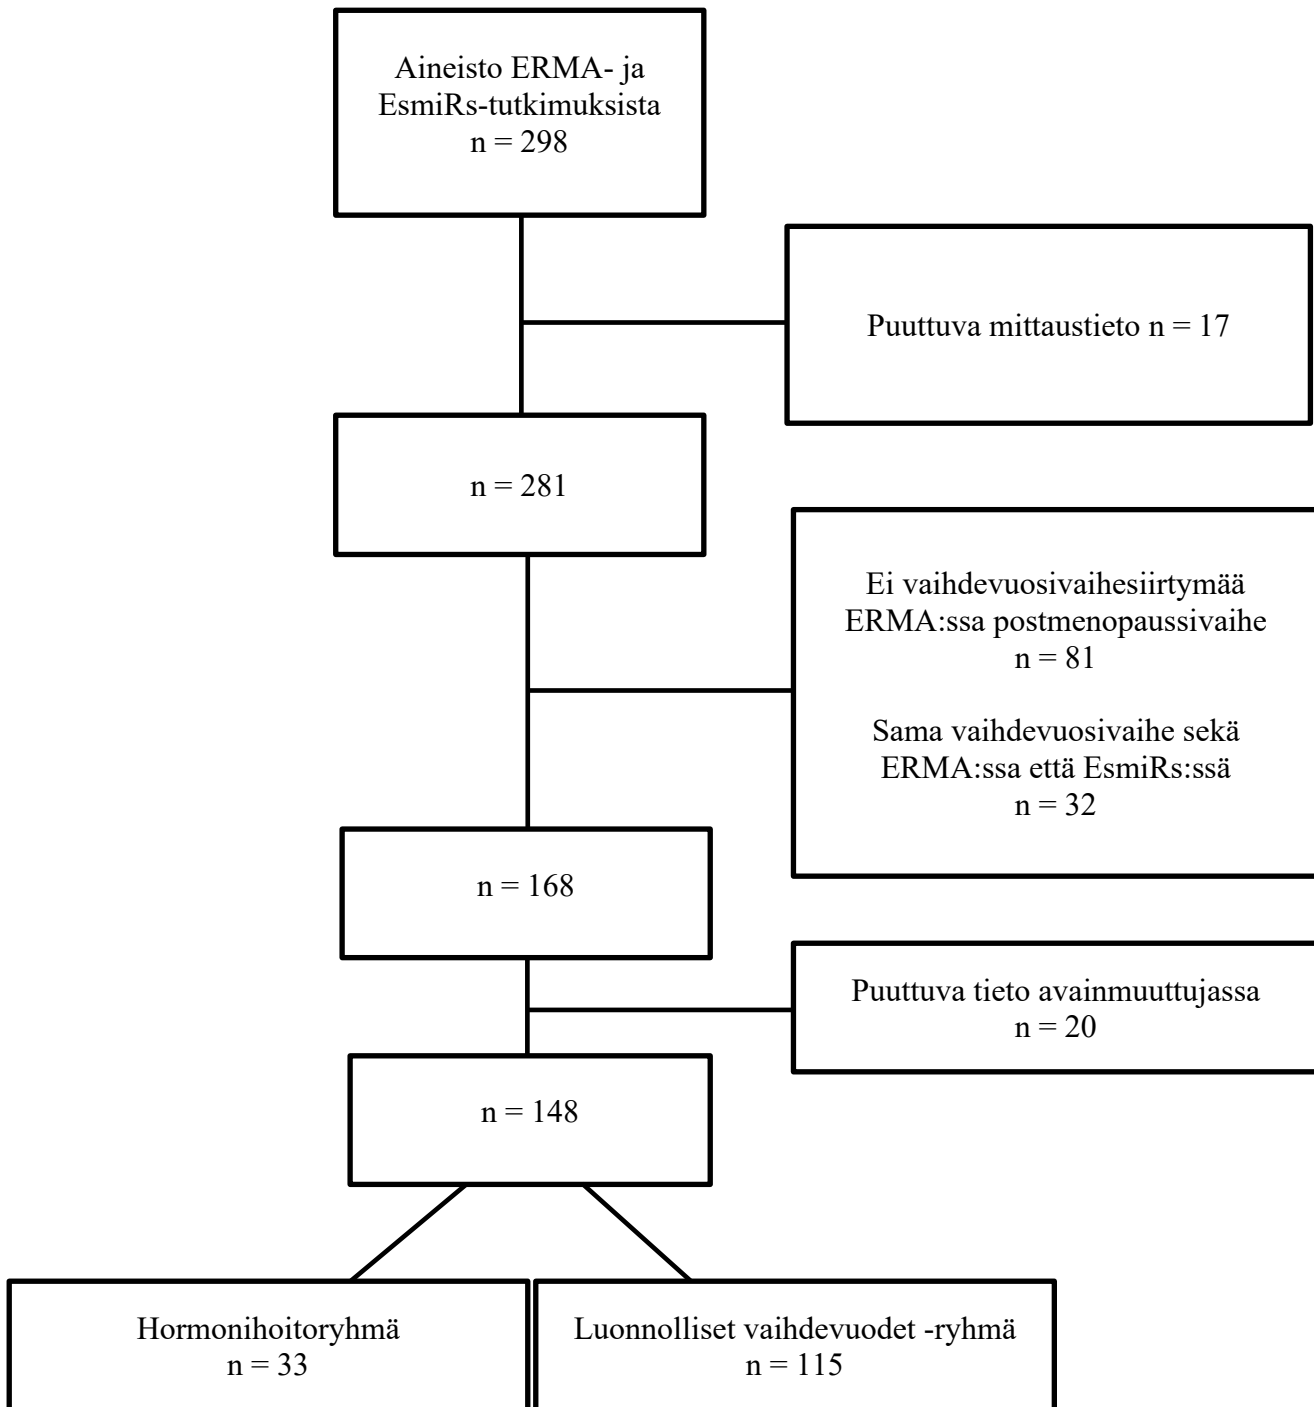 Aineisto ERMA- ja
EsmiRs-tutkimuksista
n = 298
Puuttuva mittaustieto n = 17
n = 281
Ei vaihdevuosivaihesiirtymää
ERMA:ssa postmenopaussivaihe
n = 81
Sama vaihdevuosivaihe sekä
ERMA:ssa että EsmiRs:ssä
n = 32
n = 168
Puuttuva tieto avainmuuttujassa
n = 20
n = 148
Hormonihoitoryhmä
n = 33
Luonnolliset vaihdevuodet -ryhmä
n = 115